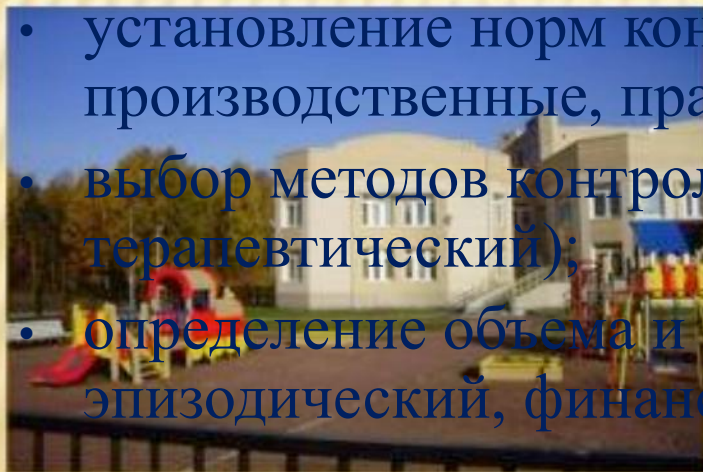 • установление норм кон
производственные, пра
• выбор методов контрол
терапевтический);
• определение объема и
эпизодический, финанс